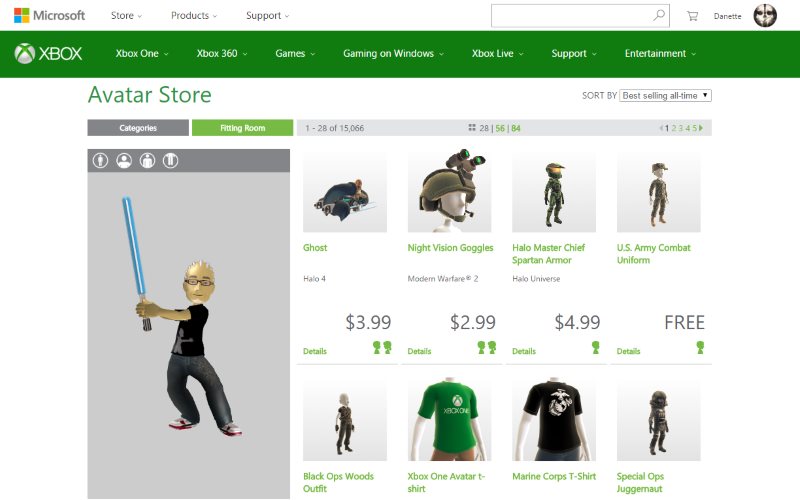 Microsoft Store Products Support Danette
XBOX Xbox One Xbox 360 Games Gaming on Windows Xbox Live Support Entertainment
Avatar Store SORT BY Best selling all-time
Categories Fitting Room 1 - 28 of 15,066 28 | 56 | 84 1 2 3 4 5
Ghost Night Vision Goggles Halo Master Chief U.S. Army Combat
Spartan Armor Uniform
Halo 4 Modern Warfare® 2 Halo Universe
$3.99 $2.99 $4.99 FREE
Details Details Details Details
XBOX ONE
Black Ops Woods Xbox One Avatar t- Marine Corps T-Shirt Special Ops
Outfit shirt Juggernaut